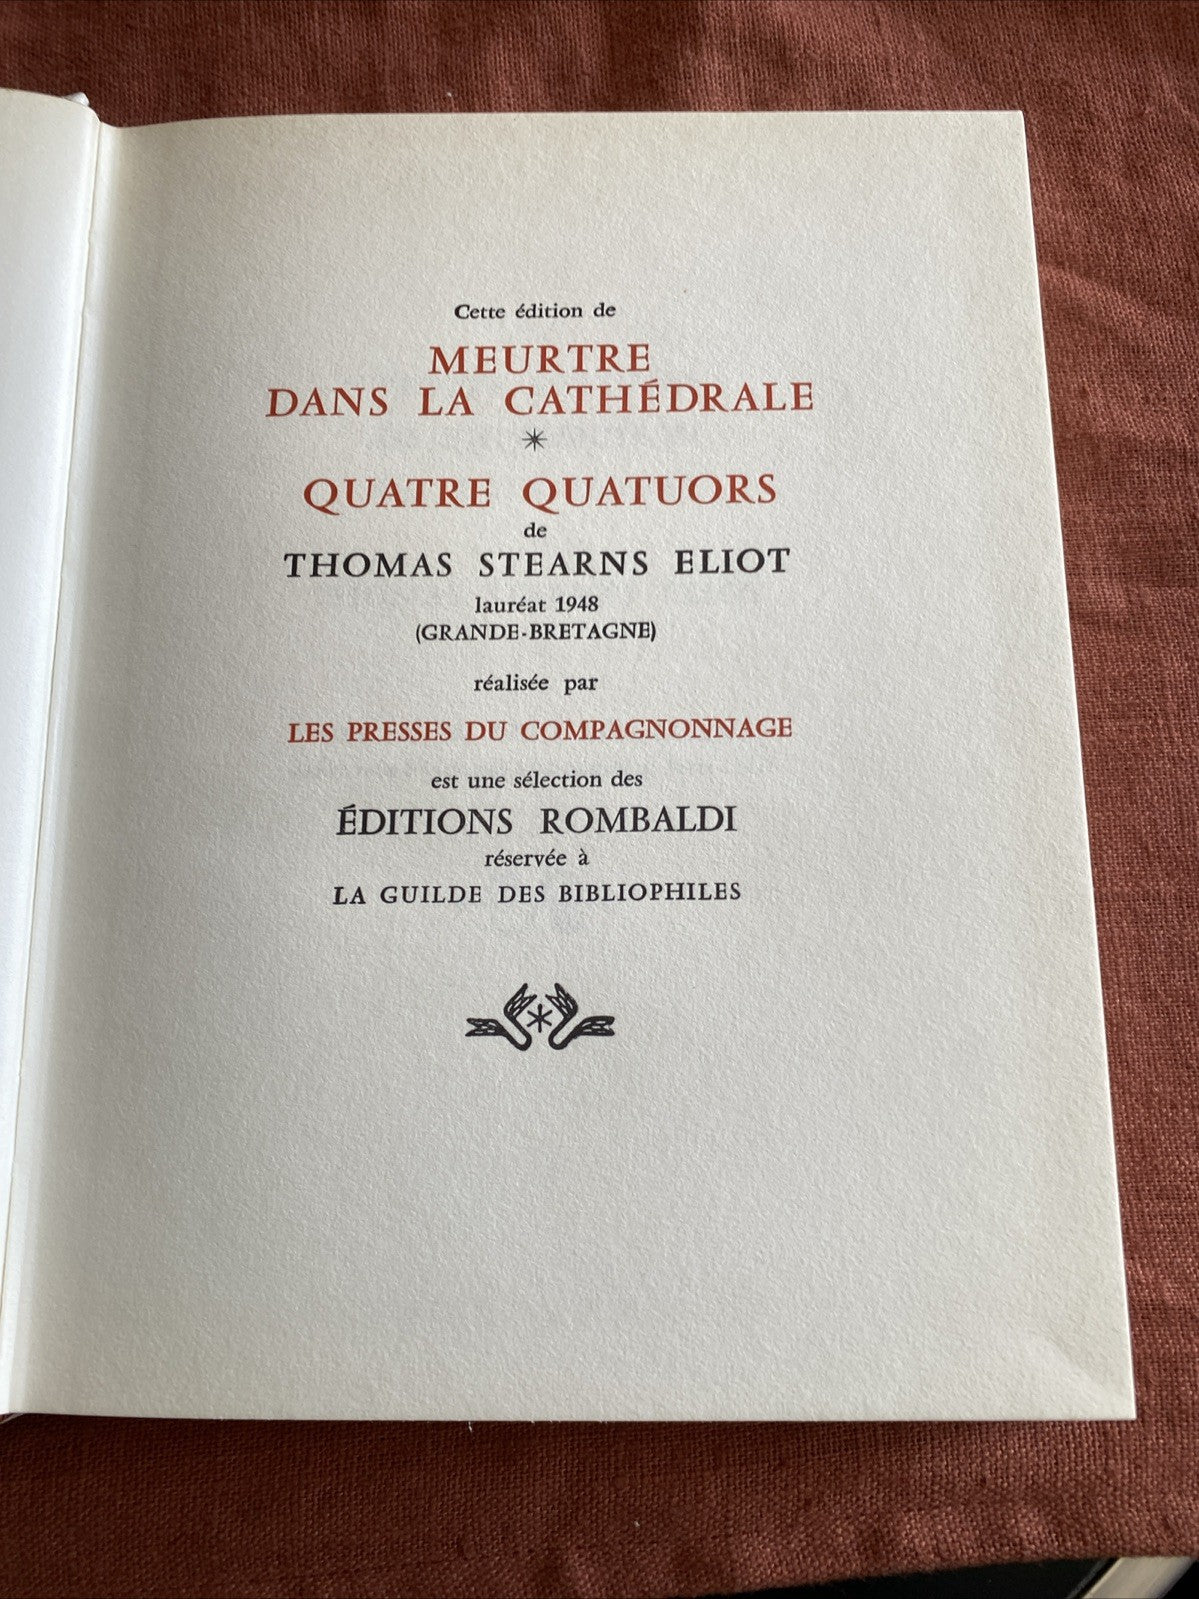 Cette édition de
MEURTRE
DANS LA CATHÉDRALE
*
QUATRE QUATUORS
de
THOMAS STEARNS ELIOT
lauréat 1948
(GRANDE-BRETAGNE)
réalisée par
LES PRESSES DU COMPAGNONNAGE
est une sélection des
ÉDITIONS ROMBALDI
réservée à
LA GUILDE DES BIBLIOPHILES